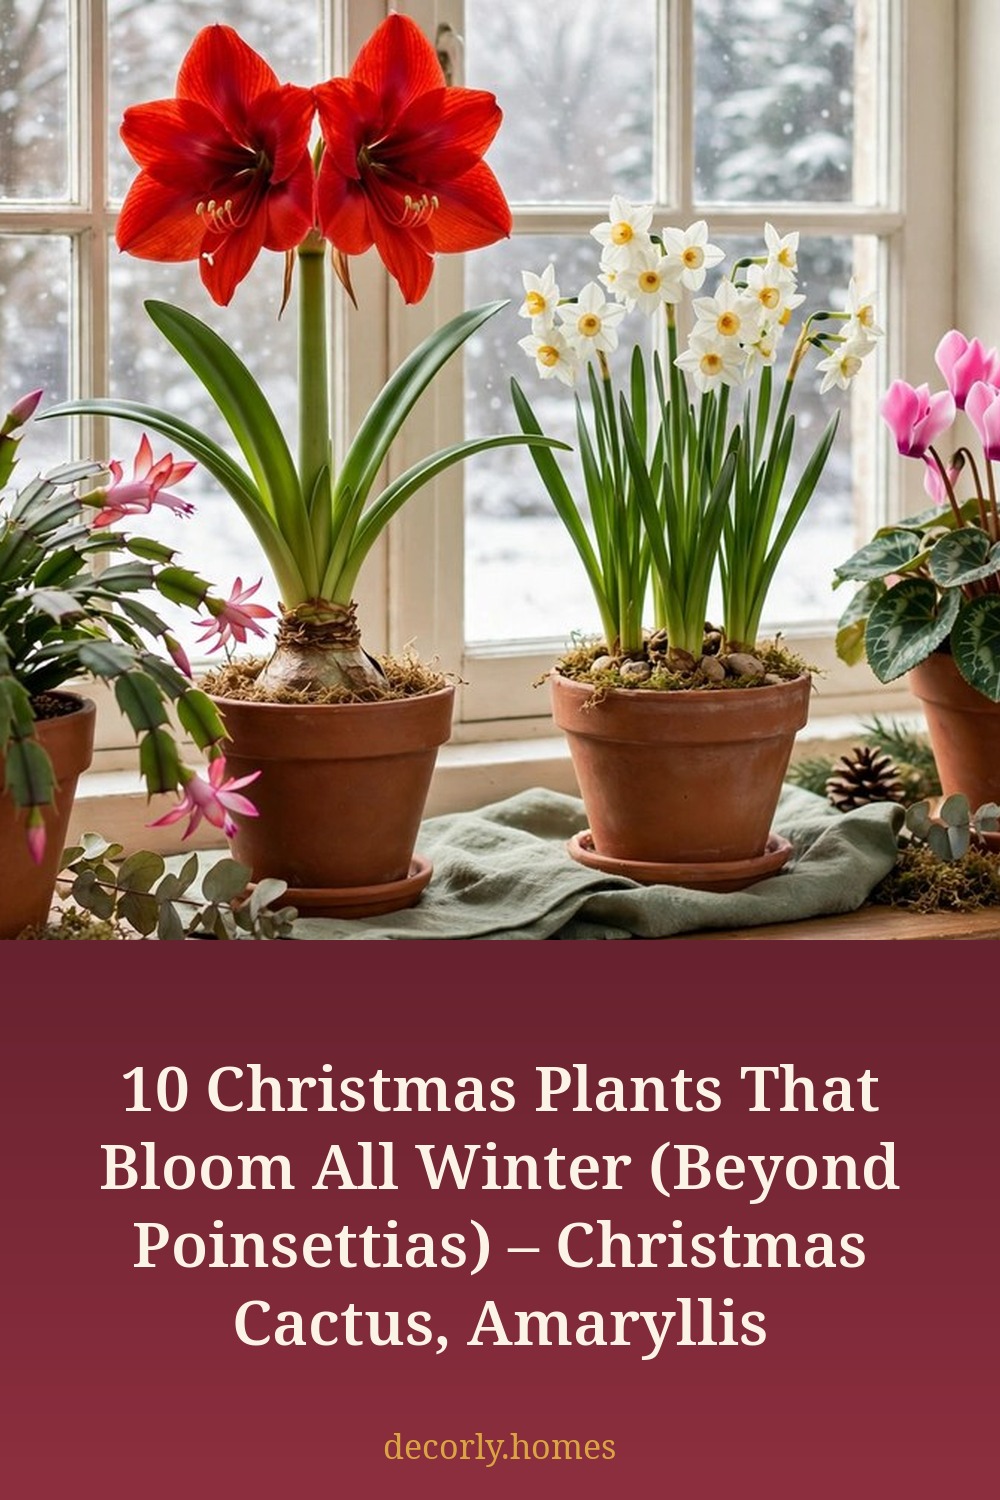 10 Christmas Plants That
Bloom All Winter (Beyond
Poinsettias) – Christmas
Cactus, Amaryllis
decorly.homes